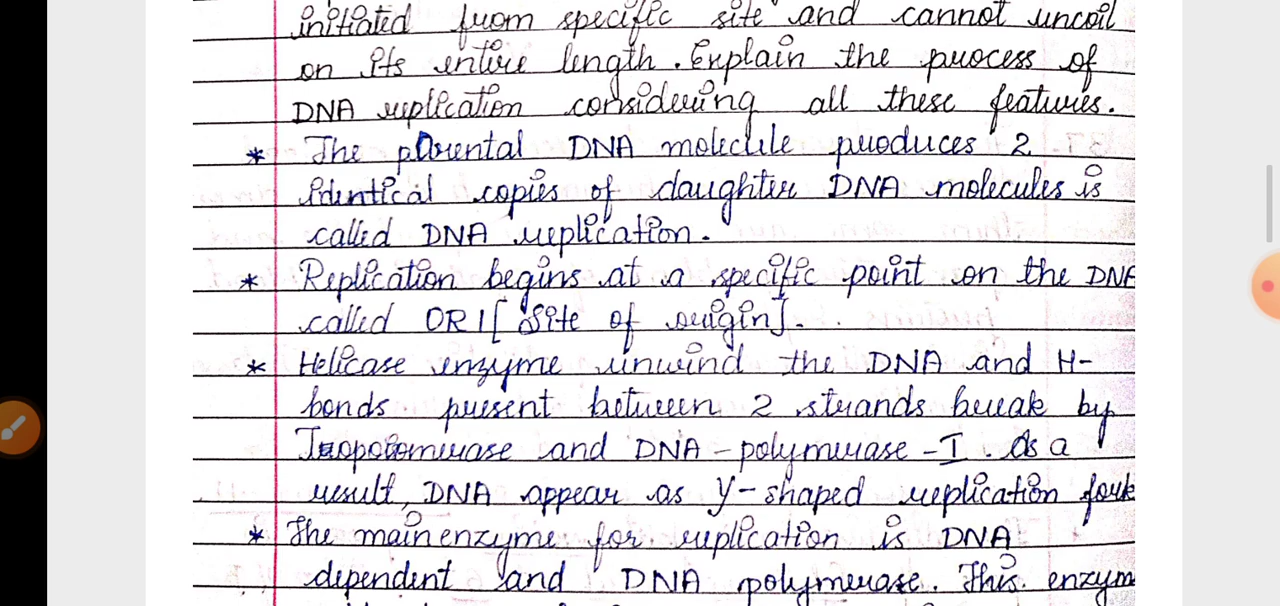 initiated from specific site and cannot uncoil
on its entire length. Explain the process of
DNA replication considering all these features.
* The parental DNA molecule produces 2
identical copies of daughter DNA molecules is
called DNA replication.
* Replication begins at a specific point on the DNA
called ORI [Site of origin].
* Helicase enzyme unwind the DNA and H-
bonds present between 2 strands break by
and DNA-polymerase-I. As a
result, DNA appear as Y-shaped replication fork
* The main enzyme for replication is DNA
dependent and DNA polymerase. This enzym